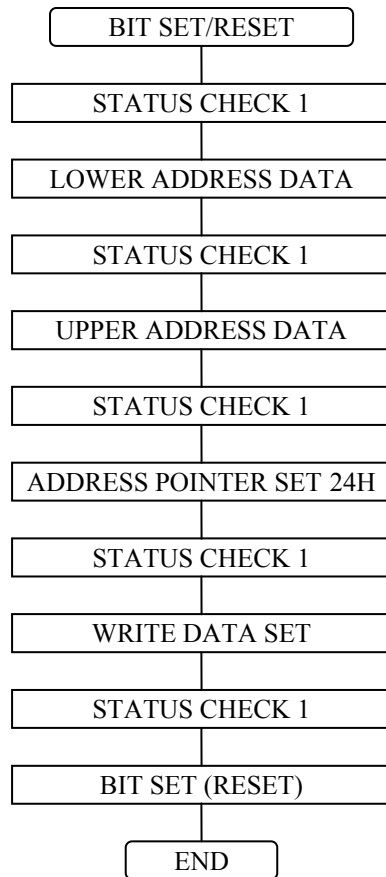 BIT SET/RESET
STATUS CHECK 1
LOWER ADDRESS DATA
STATUS CHECK 1
UPPER ADDRESS DATA
STATUS CHECK 1
ADDRESS POINTER SET 24H
STATUS CHECK 1
WRITE DATA SET
STATUS CHECK 1
BIT SET (RESET)
END